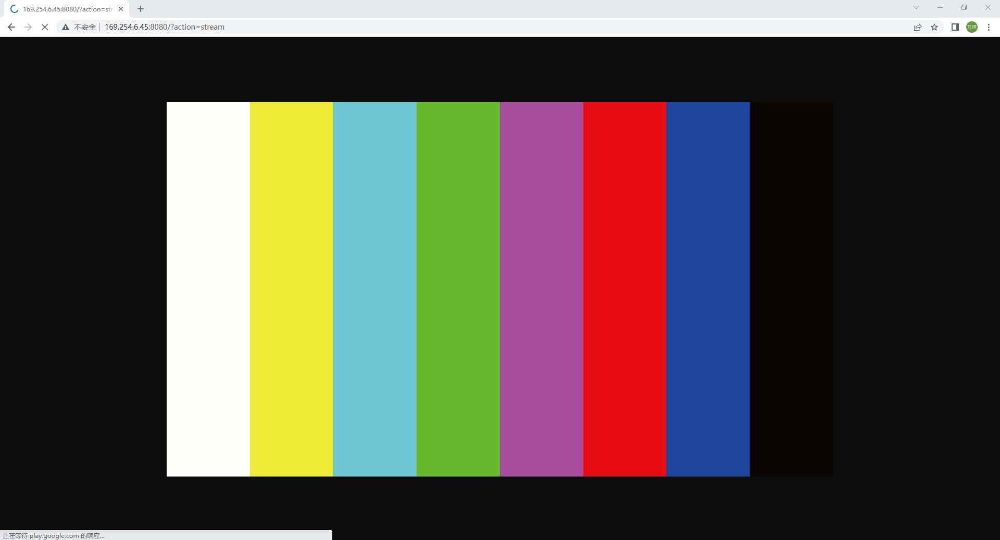 169.254.6.45:8080/?action=str
不安全 169.254.6.45:8080/?action=stream
万培
正在等待 play.google.com 的响应...